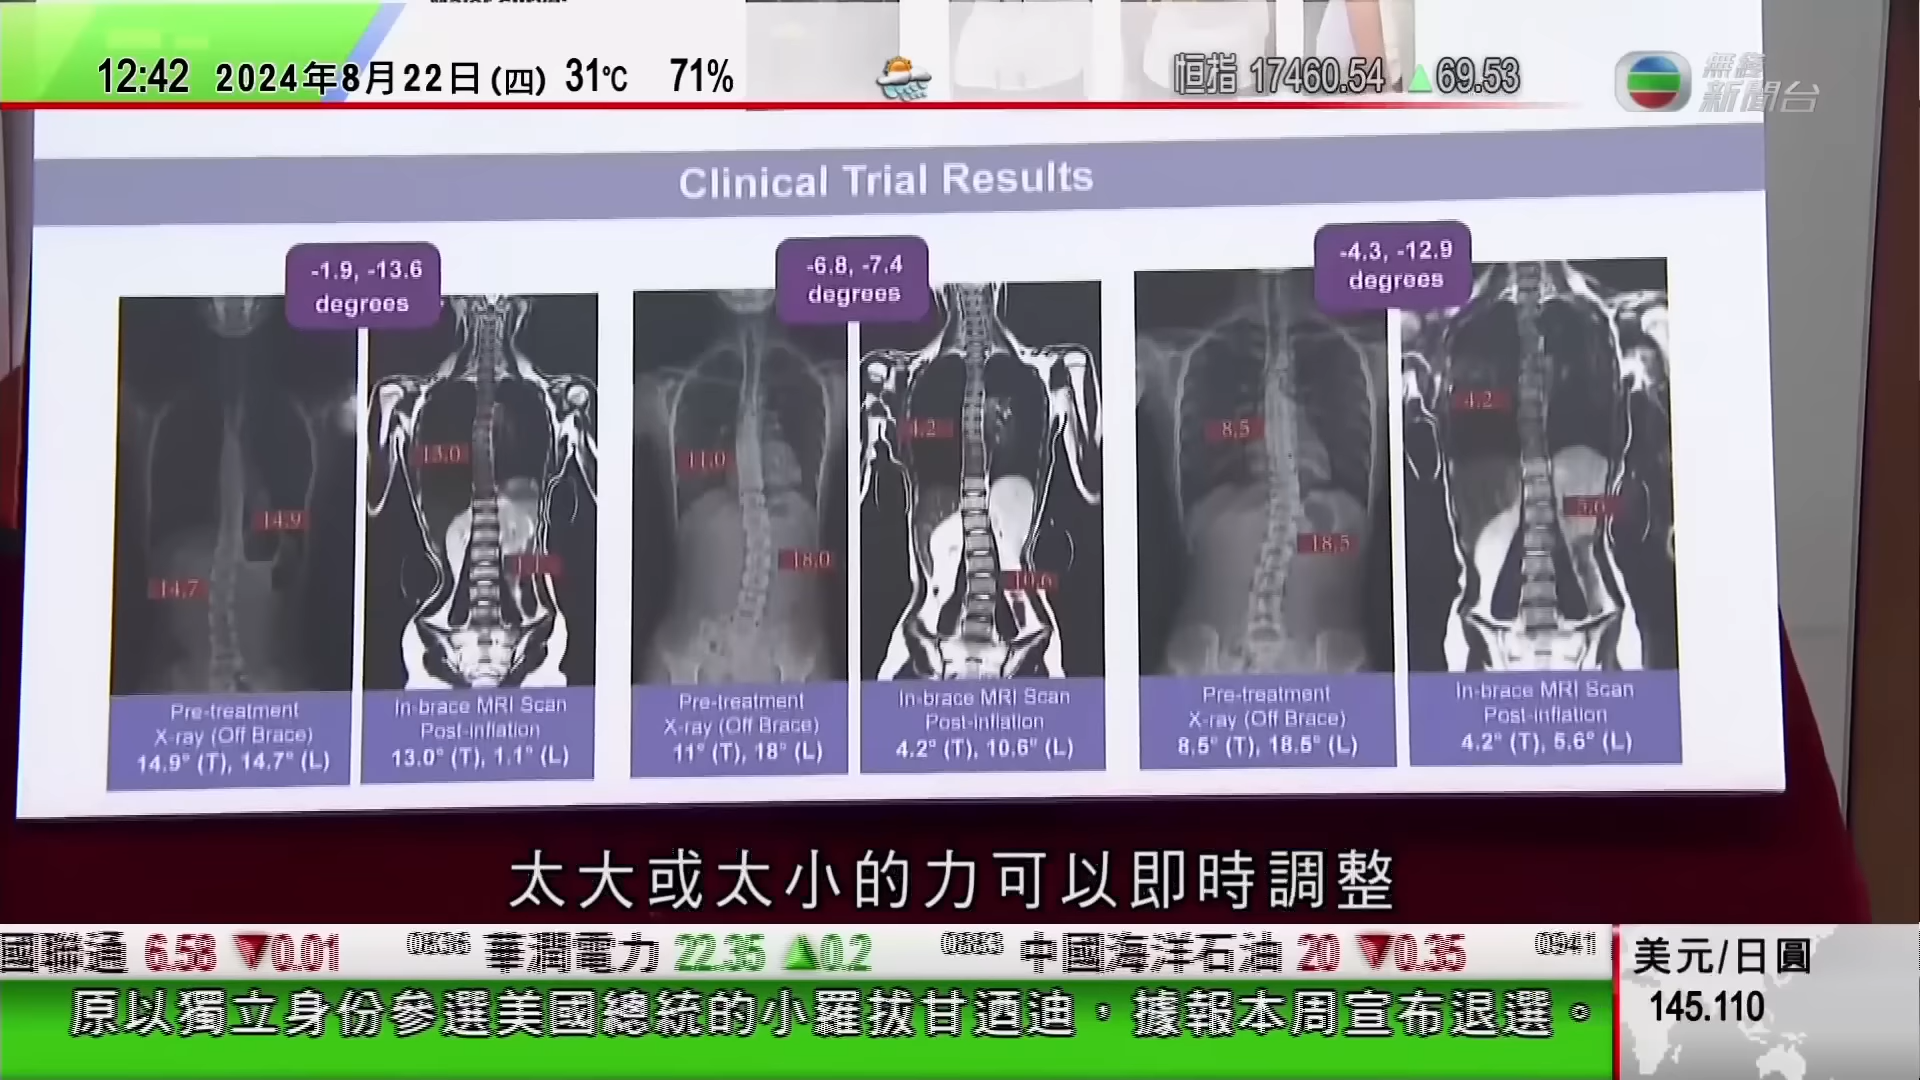 12:42 2024年8月22日(四) 31℃ 71% 恒指 17460.54 ▲69.53
無綫
新聞台
Clinical Trial Results
-1.9, -13.6
degrees
-6.8, -7.4
degrees
-4.3, -12.9
degrees
14.9
14.7
13.0
1.1
11.0
18.0
4.2
10.6
8.5
18.5
4.2
Pre-treatment
X-ray (Off Brace)
14.9° (T), 14.7° (L)
In-brace MRI Scan
Post-inflation
13.0° (T), 1.1° (L)
Pre-treatment
X-ray (Off Brace)
11° (T), 18° (L)
In-brace MRI Scan
Post-inflation
4.2° (T), 10.6° (L)
Pre-treatment
X-ray (Off Brace)
8.5° (T), 18.5° (L)
In-brace MRI Scan
Post-inflation
4.2° (T), 5.6° (L)
太大或太小的力可以即時調整
國聯通 6.58 ▼0.01 0836 華潤電力 22.35 ▲0.2 0883 中國海洋石油 20 ▼0.35 0941
原以獨立身份參選美國總統的小羅拔甘迺迪，據報本周宣布退選。
美元/日圓
145.110